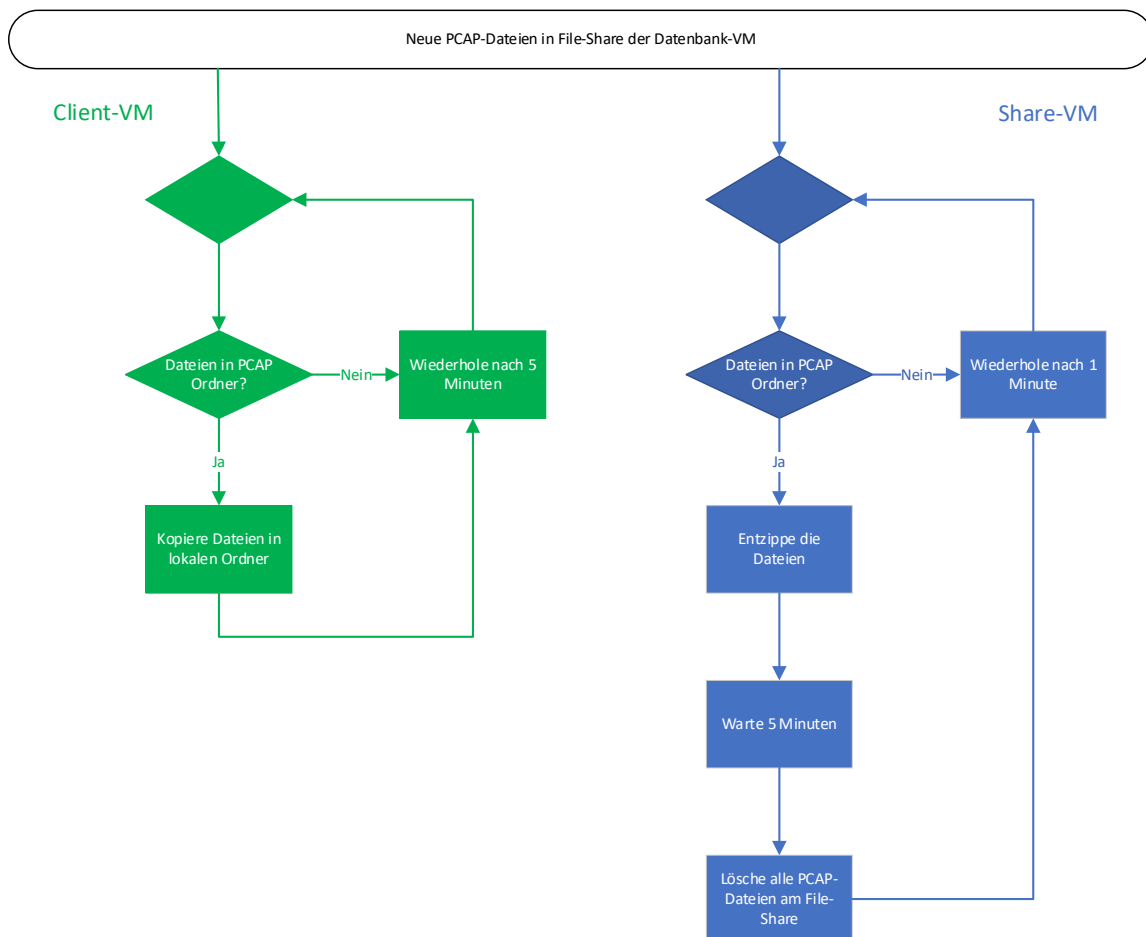 Neue PCAP-Dateien in File-Share der Datenbank-VM
Client-VM
Share-VM
Dateien in PCAP
Ordner?
Nein
Wiederhole nach 5
Minuten
Dateien in PCAP
Ordner?
Nein
Wiederhole nach 1
Minute
Ja
Ja
Kopiere Dateien in
lokalen Ordner
Entzippe die
Dateien
Warte 5 Minuten
Lösche alle PCAP-
Dateien am File-
Share